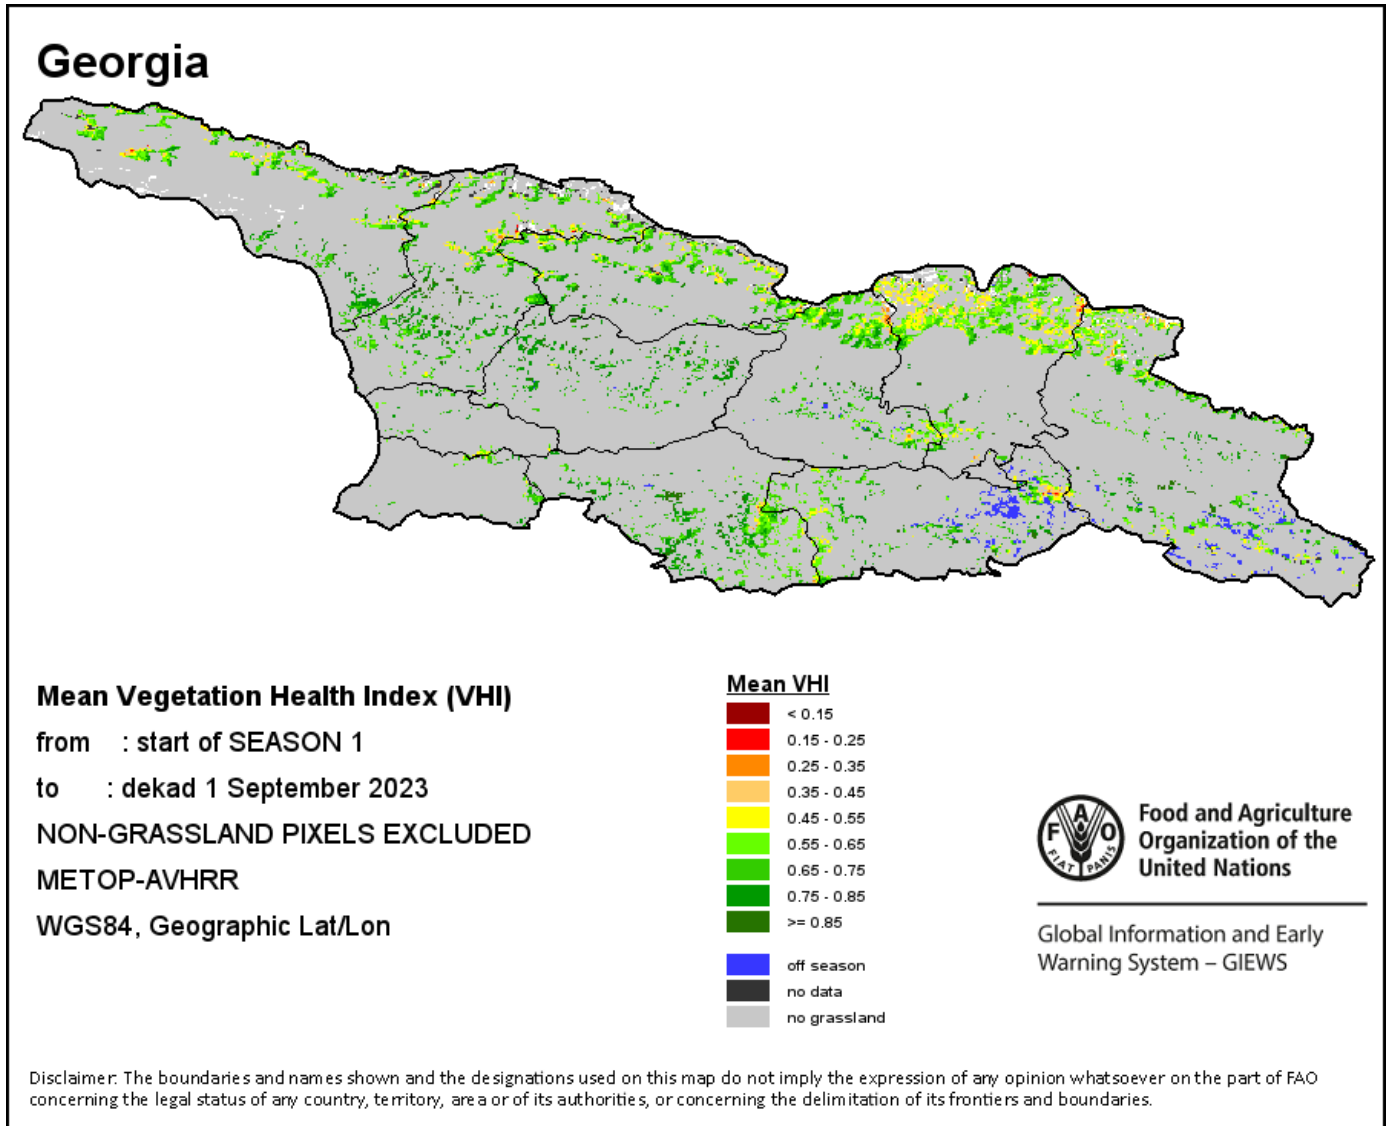 Georgia
Mean Vegetation Health Index (VHI)
from : start of SEASON 1
to : dekad 1 September 2023
NON-GRASSLAND PIXELS EXCLUDED
METOP-AVHRR
WGS84, Geographic Lat/Lon
Mean VHI
< 0.15
0.15 - 0.25
0.25 - 0.35
0.35 - 0.45
0.45 - 0.55
0.55 - 0.65
0.65 - 0.75
0.75 - 0.85
>= 0.85
off season
no data
no grassland
F A O
FIAT PANIS
Food and Agriculture
Organization of the
United Nations
Global Information and Early
Warning System – GIEWS
Disclaimer: The boundaries and names shown and the designations used on this map do not imply the expression of any opinion whatsoever on the part of FAO
concerning the legal status of any country, territory, area or of its authorities, or concerning the delimitation of its frontiers and boundaries.